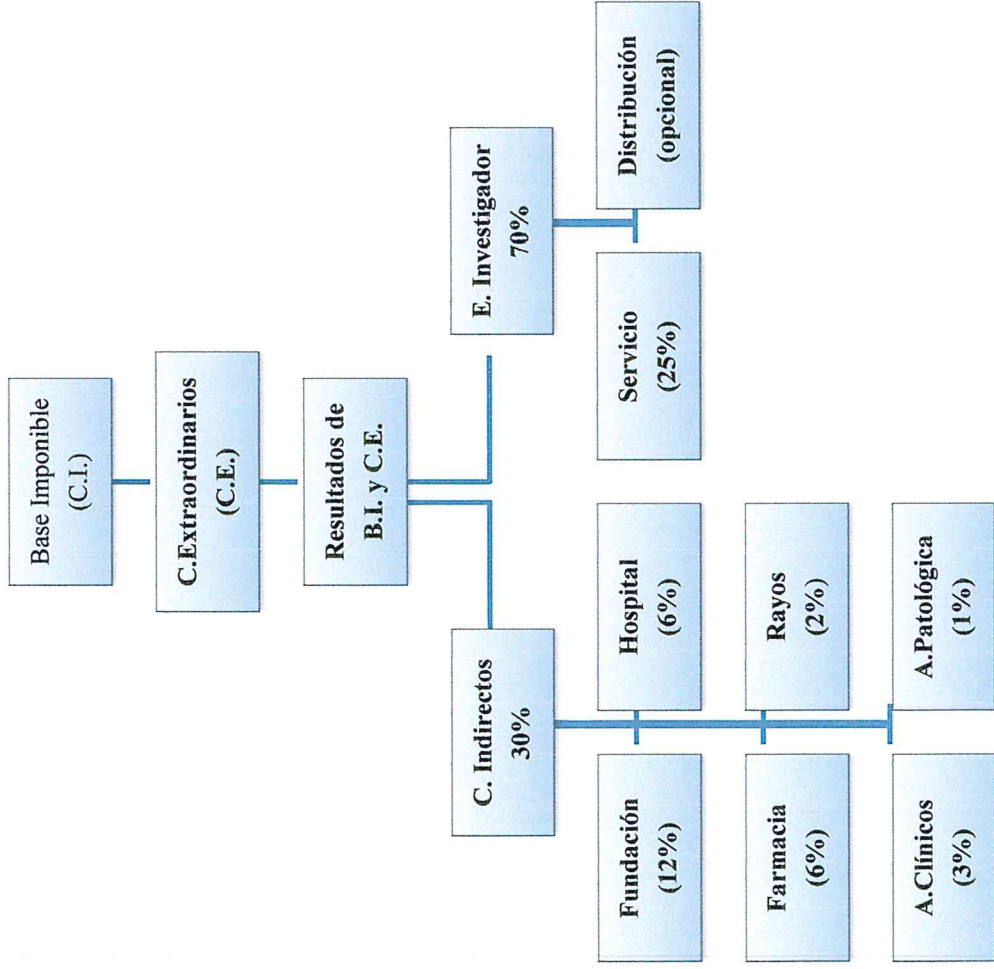 Base Imponible
(C.I.)
C.Extraordinarios
(C.E.)
Resultados de
B.I. y C.E.
C. Indirectos
30%
E. Investigador
70%
Fundación
(12%)
Hospital
(6%)
Servicio
(25%)
Distribución
(opcional)
Farmacia
(6%)
Rayos
(2%)
A.Clínicos
(3%)
A.Patológica
(1%)